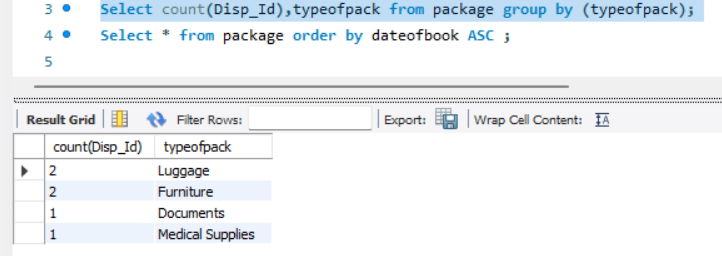 3 Select count(Disp_Id),typeofpack from package group by (typeofpack);
4 Select * from package order by dateofbook ASC ;
5
Result Grid Filter Rows: Export: Wrap Cell Content:
count(Disp_Id) typeofpack
2 Luggage
2 Furniture
1 Documents
1 Medical Supplies